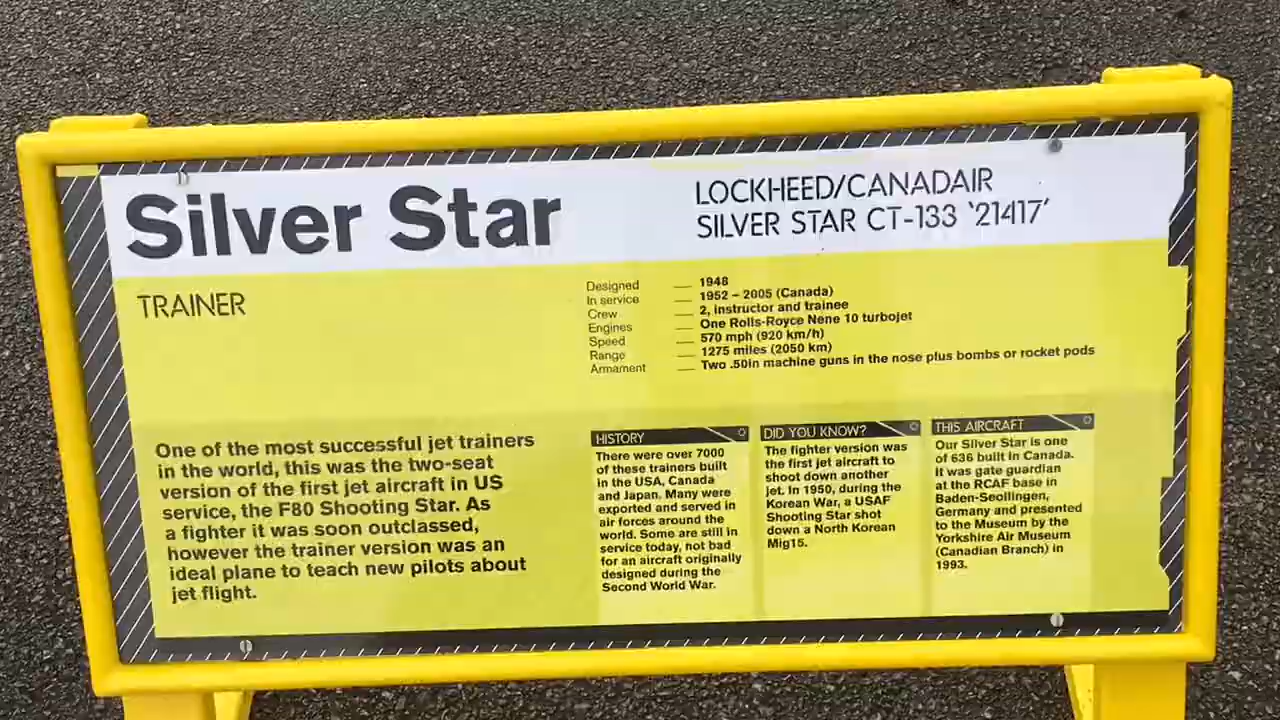 Silver Star
LOCKHEED/CANADAIR
SILVER STAR CT-133 '21417'
TRAINER
Designed — 1948
In service — 1952 – 2005 (Canada)
Crew — 2, instructor and trainee
Engines — One Rolls-Royce Nene 10 turbojet
Speed — 570 mph (920 km/h)
Range — 1275 miles (2050 km)
Armament — Two .50in machine guns in the nose plus bombs or rocket pods
One of the most successful jet trainers
in the world, this was the two-seat
version of the first jet aircraft in US
service, the F80 Shooting Star. As
a fighter it was soon outclassed,
however the trainer version was an
ideal plane to teach new pilots about
jet flight.
HISTORY
There were over 7000
of these trainers built
in the USA, Canada
and Japan. Many were
exported and served in
air forces around the
world. Some are still in
service today, not bad
for an aircraft originally
designed during the
Second World War.
DID YOU KNOW?
The fighter version was
the first jet aircraft to
shoot down another
jet. In 1950, during the
Korean War, a USAF
Shooting Star shot
down a North Korean
Mig15.
THIS AIRCRAFT
Our Silver Star is one
of 636 built in Canada.
It was gate guardian
at the RCAF base in
Baden-Seollingen,
Germany and presented
to the Museum by the
Yorkshire Air Museum
(Canadian Branch) in
1993.